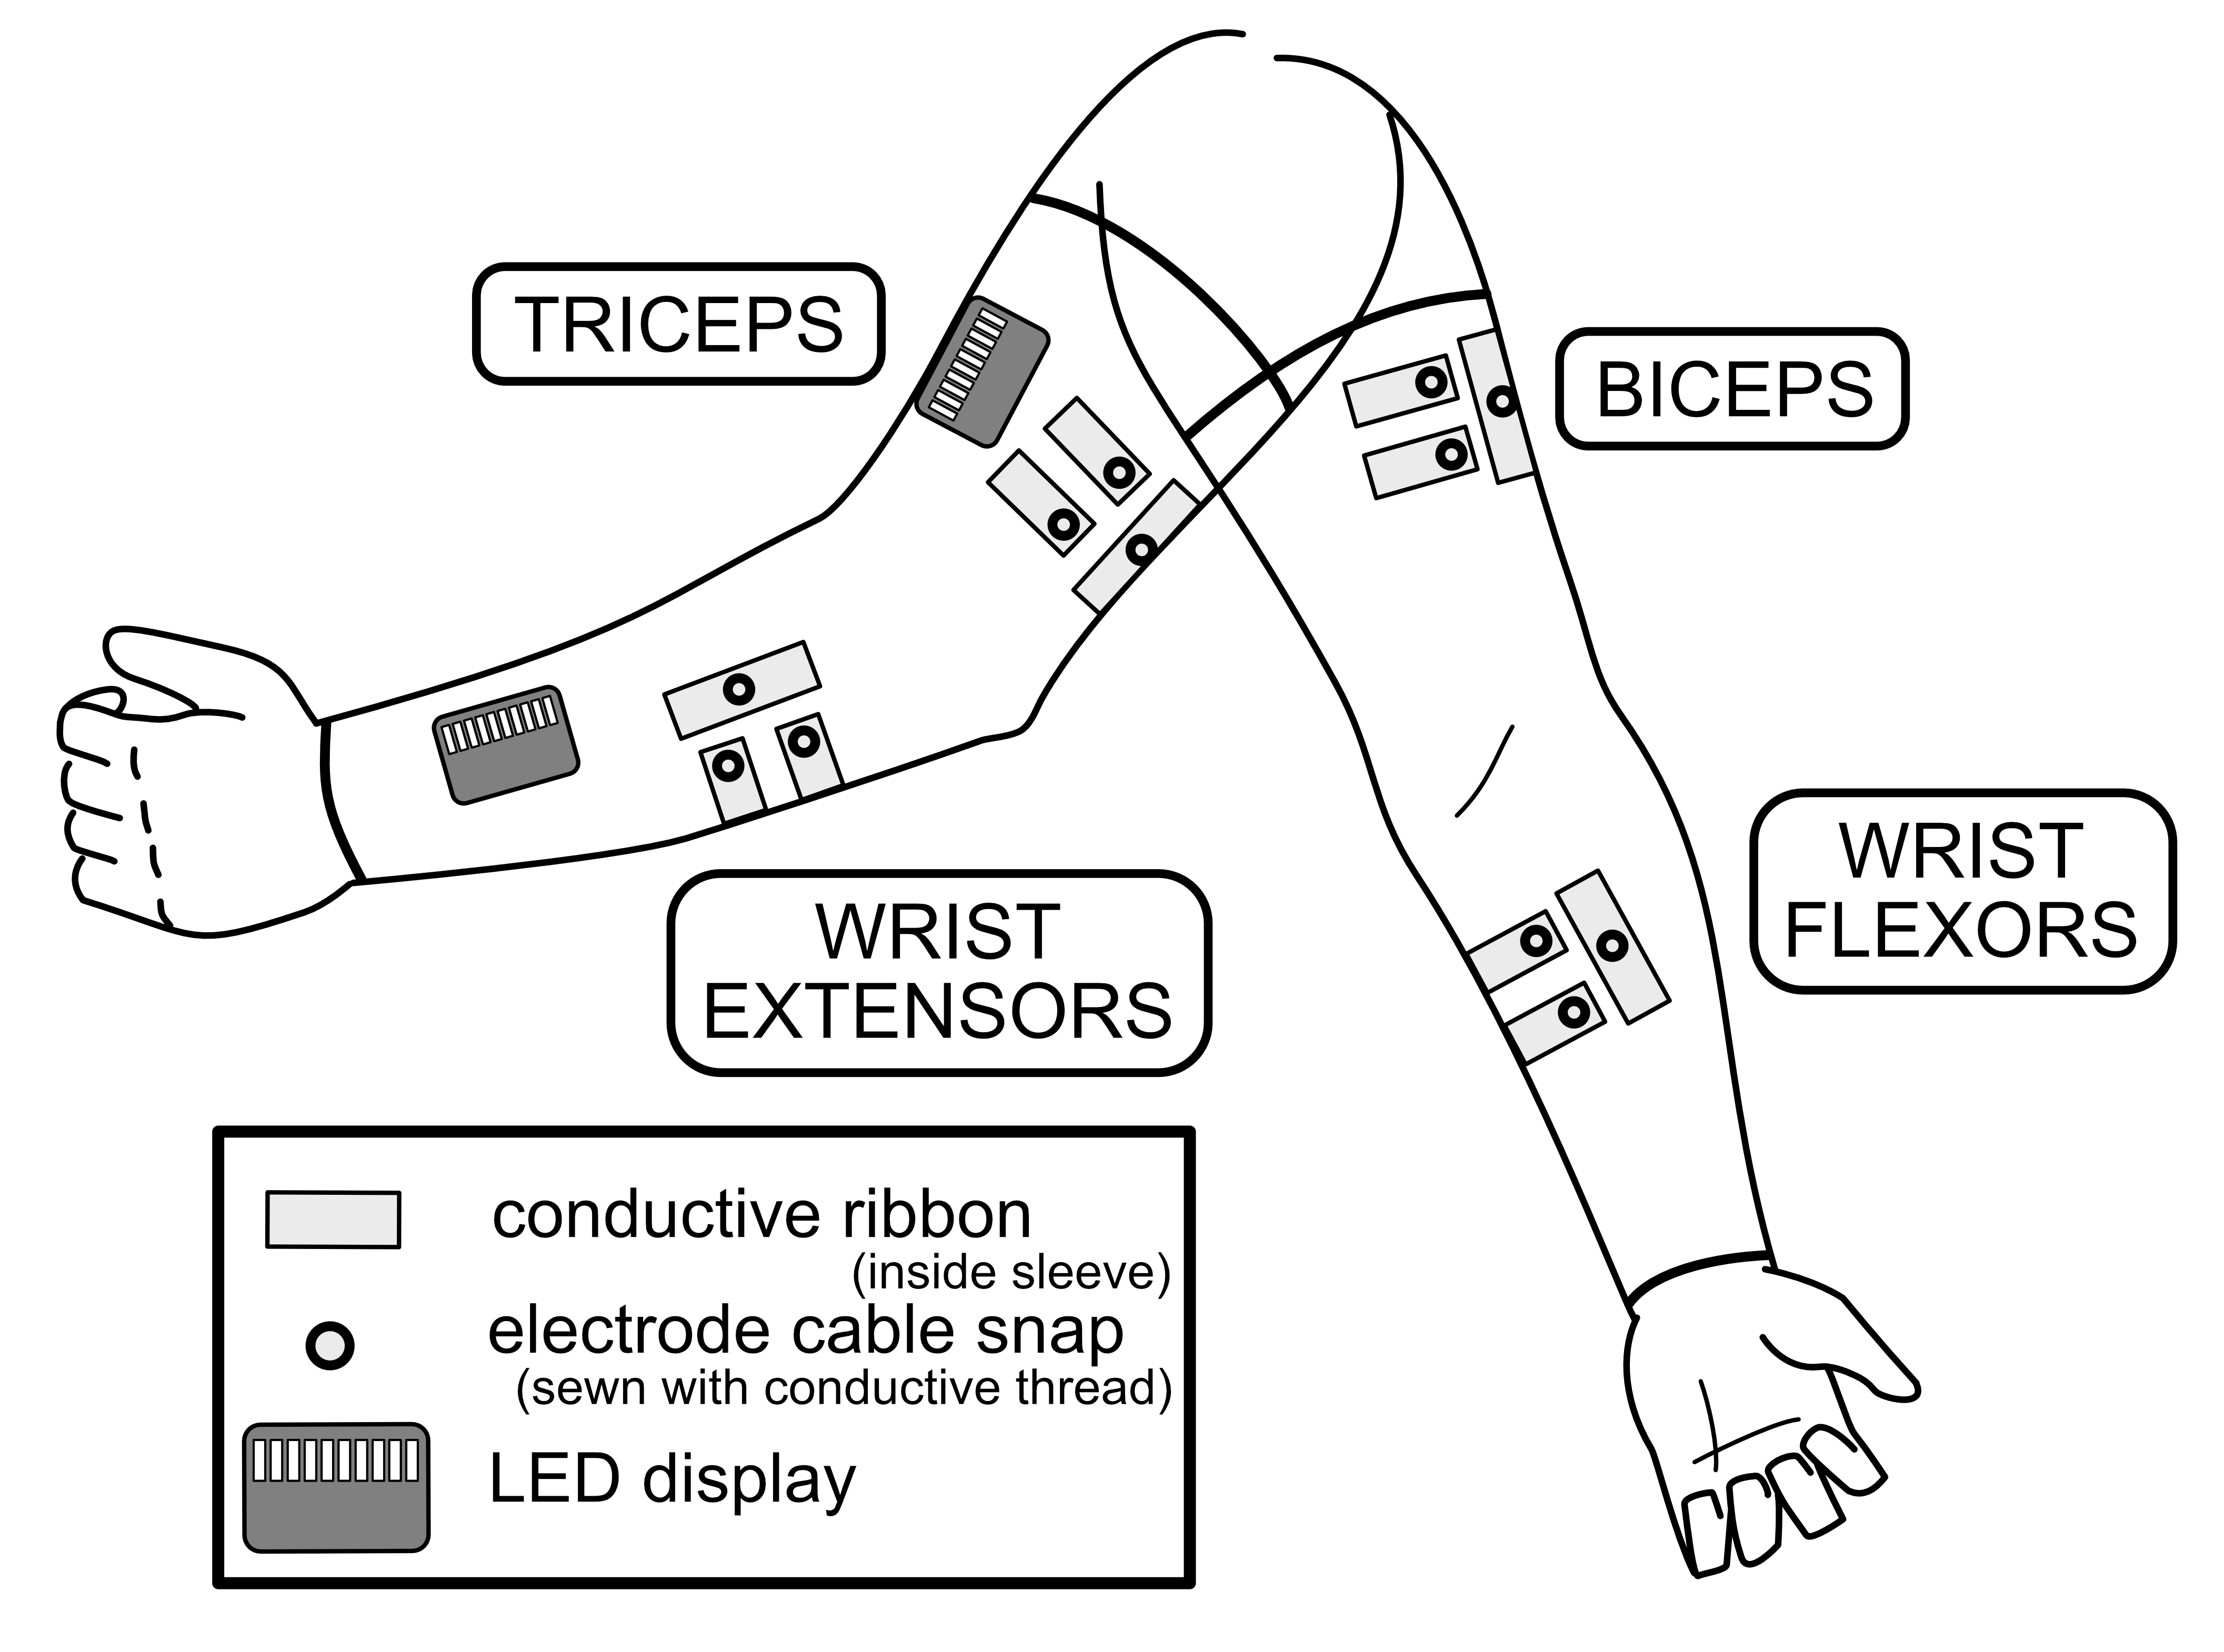 TRICEPS
BICEPS
WRIST
EXTENSORS
WRIST
FLEXORS
conductive ribbon
(inside sleeve)
electrode cable snap
(sewn with conductive thread)
LED display